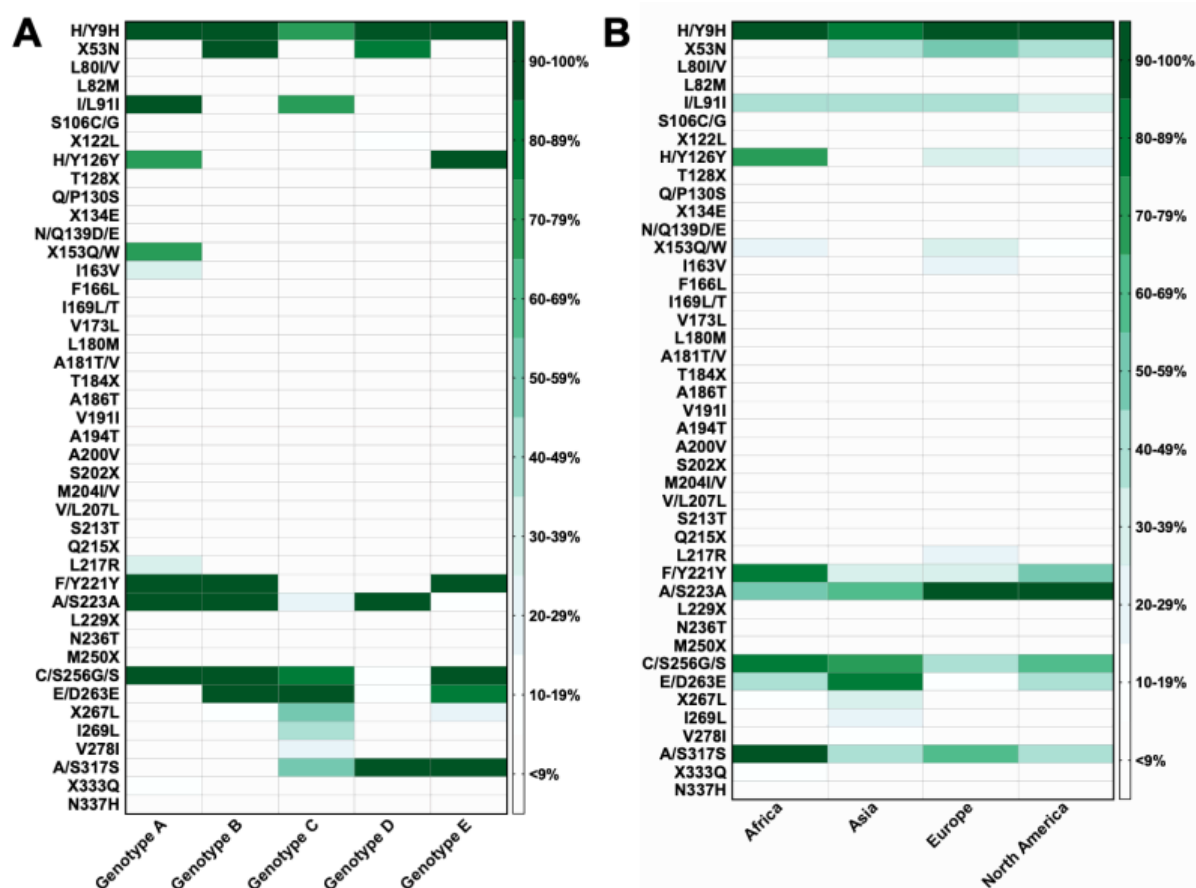 A
H/Y9H
X53N
L80I/V
L82M
I/L91I
S106C/G
X122L
H/Y126Y
T128X
Q/P130S
X134E
N/Q139D/E
X153Q/W
I163V
F166L
I169L/T
V173L
L180M
A181T/V
T184X
A186T
V191I
A194T
A200V
S202X
M204I/V
V/L207L
S213T
Q215X
L217R
F/Y221Y
A/S223A
L229X
N236T
M250X
C/S256G/S
E/D263E
X267L
I269L
V278I
A/S317S
X333Q
N337H
Genotype A
Genotype B
Genotype C
Genotype D
Genotype E
90-100%
80-89%
70-79%
60-69%
50-59%
40-49%
30-39%
20-29%
10-19%
<9%
B
H/Y9H
X53N
L80I/V
L82M
I/L91I
S106C/G
X122L
H/Y126Y
T128X
Q/P130S
X134E
N/Q139D/E
X153Q/W
I163V
F166L
I169L/T
V173L
L180M
A181T/V
T184X
A186T
V191I
A194T
A200V
S202X
M204I/V
V/L207L
S213T
Q215X
L217R
F/Y221Y
A/S223A
L229X
N236T
M250X
C/S256G/S
E/D263E
X267L
I269L
V278I
A/S317S
X333Q
N337H
Africa
Asia
Europe
North America
90-100%
80-89%
70-79%
60-69%
50-59%
40-49%
30-39%
20-29%
10-19%
<9%